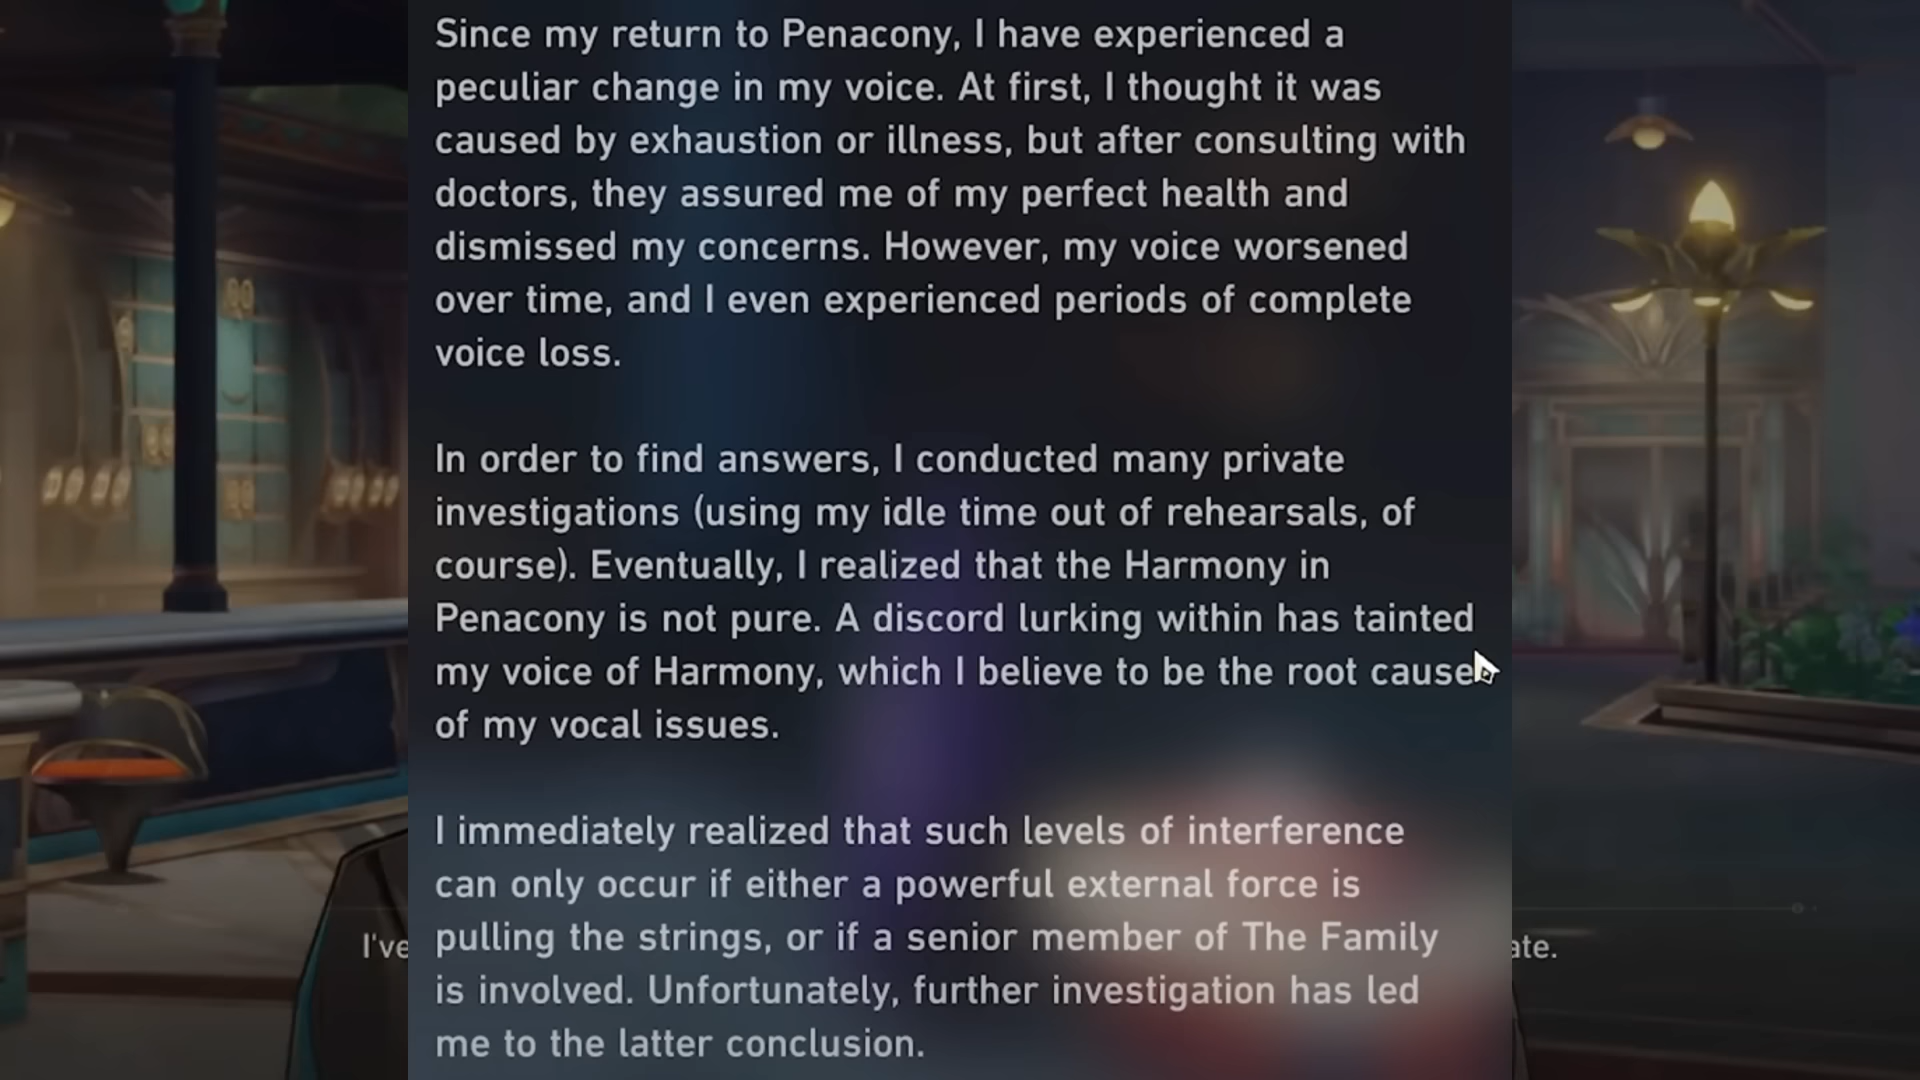 Since my return to Penacony, I have experienced a
peculiar change in my voice. At first, I thought it was
caused by exhaustion or illness, but after consulting with
doctors, they assured me of my perfect health and
dismissed my concerns. However, my voice worsened
over time, and I even experienced periods of complete
voice loss.
In order to find answers, I conducted many private
investigations (using my idle time out of rehearsals, of
course). Eventually, I realized that the Harmony in
Penacony is not pure. A discord lurking within has tainted
my voice of Harmony, which I believe to be the root cause
of my vocal issues.
I immediately realized that such levels of interference
can only occur if either a powerful external force is
pulling the strings, or if a senior member of The Family
is involved. Unfortunately, further investigation has led
me to the latter conclusion.
I've
ate.